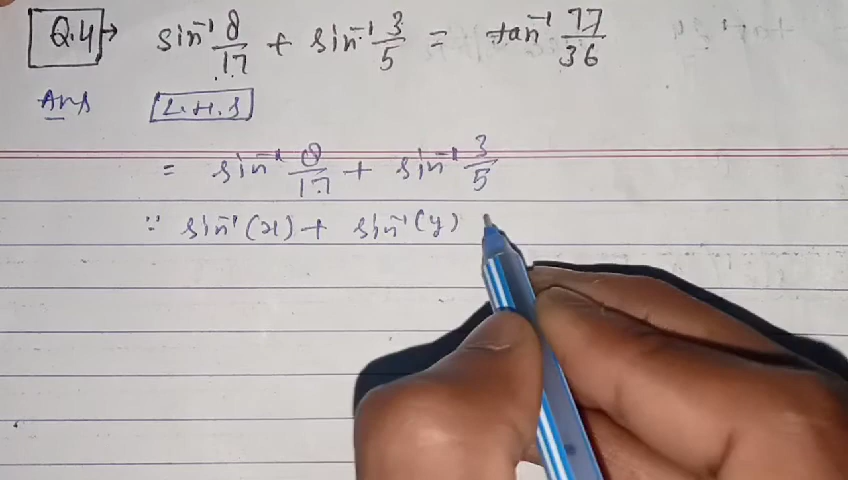 Q.4→ sin⁻¹ 8/17 + sin⁻¹ 3/5 = tan⁻¹ 77/36
Ans L.H.S
= sin⁻¹ 8/17 + sin⁻¹ 3/5
∵ sin⁻¹(x) + sin⁻¹(y)